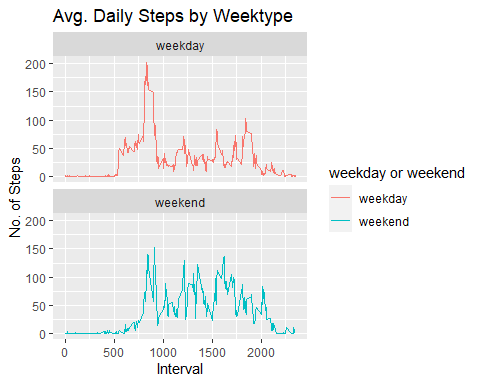 Avg. Daily Steps by Weektype
weekday
200
150
100
50
0
weekend
200
150
100
50
0
0 500 1000 1500 2000
Interval
No. of Steps
weekday or weekend
weekday
weekend